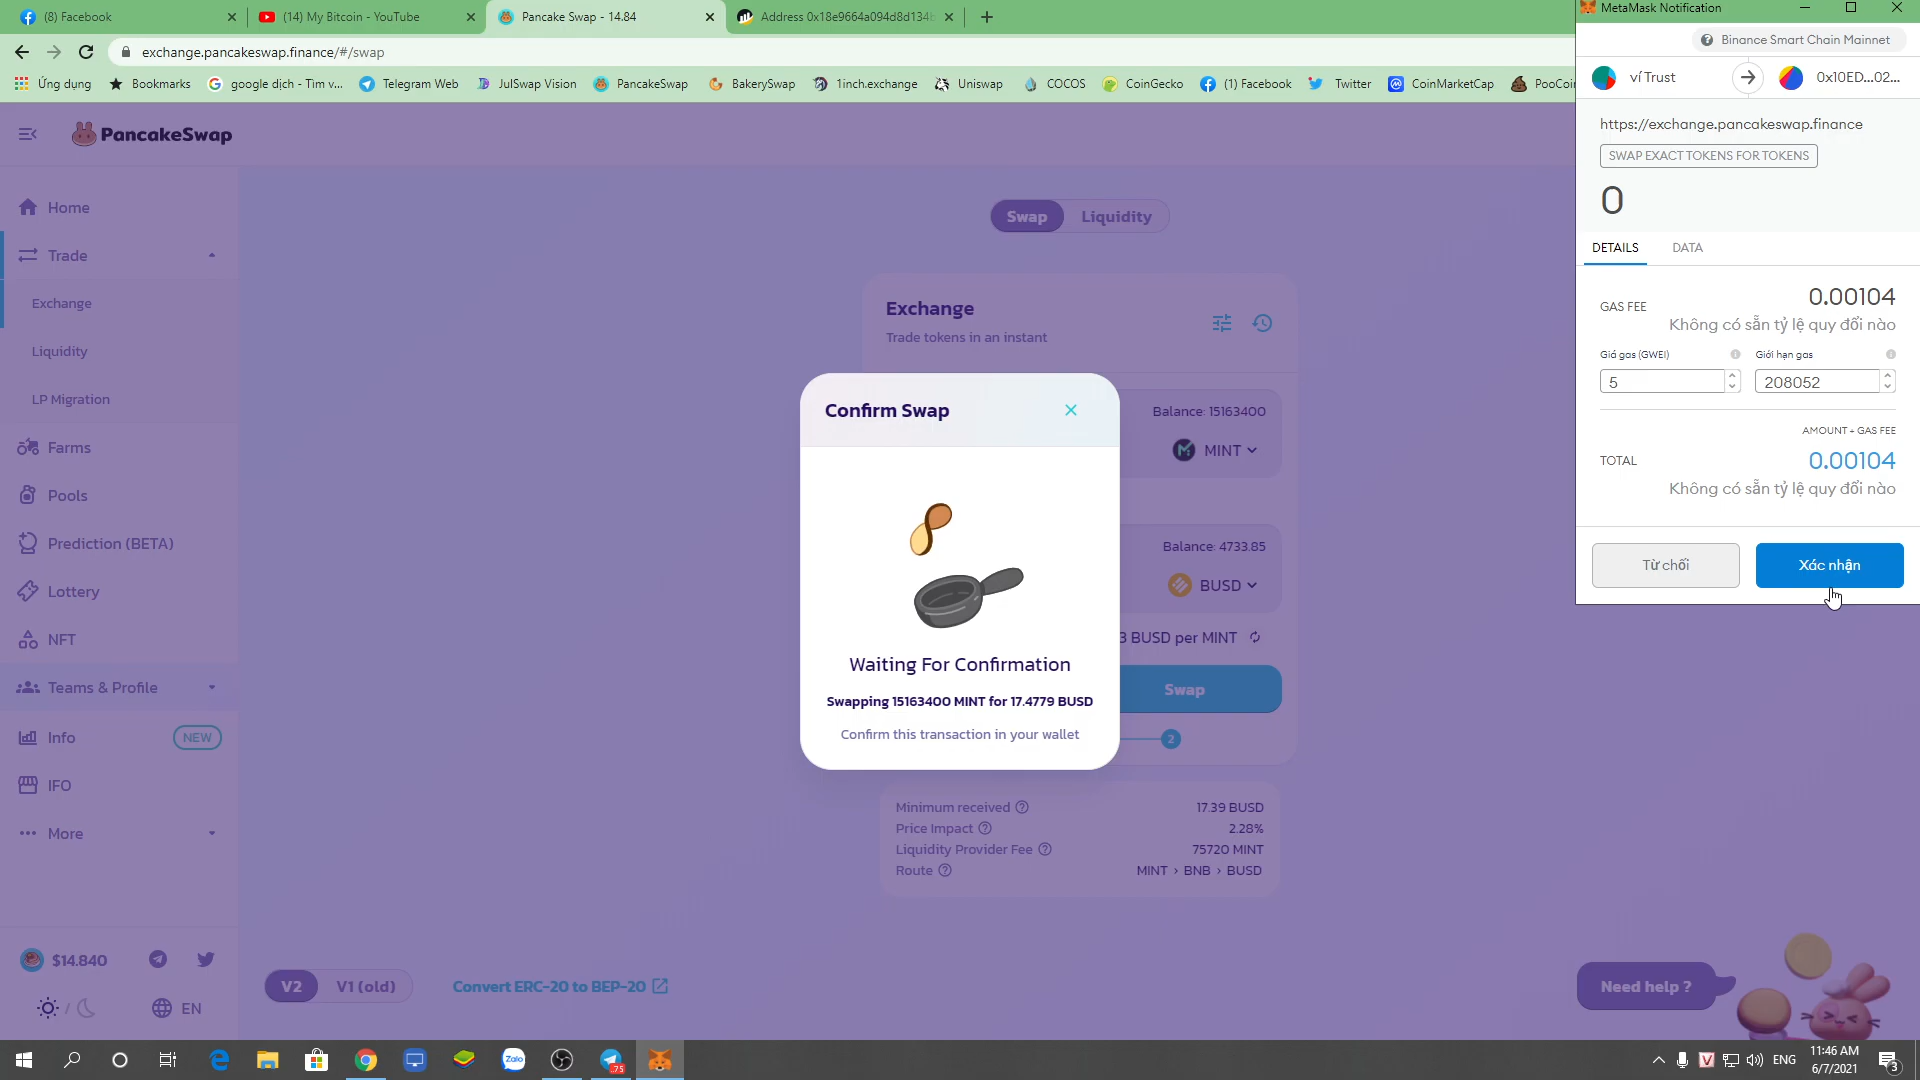 (8) Facebook
(14) My Bitcoin - YouTube
Pancake Swap - 14.84
Address 0x18e9664a094d8d134b
MetaMask Notification
exchange.pancakeswap.finance/#/swap
Ứng dụng
Bookmarks
google dịch - Tìm v...
Telegram Web
JulSwap Vision
PancakeSwap
BakerySwap
1inch.exchange
Uniswap
COCOS
CoinGecko
(1) Facebook
Twitter
CoinMarketCap
PooCoi
PancakeSwap
Home
Trade
Exchange
Liquidity
LP Migration
Farms
Pools
Prediction (BETA)
Lottery
NFT
Teams & Profile
Info
NEW
IFO
More
$14.840
EN
Swap
Liquidity
Exchange
Trade tokens in an instant
Balance: 15163400
MINT
Balance: 4733.85
BUSD
3 BUSD per MINT
Swap
2
Confirm Swap
Waiting For Confirmation
Swapping 15163400 MINT for 17.4779 BUSD
Confirm this transaction in your wallet
Minimum received
17.39 BUSD
Price Impact
2.28%
Liquidity Provider Fee
75720 MINT
Route
MINT > BNB > BUSD
V2
V1 (old)
Convert ERC-20 to BEP-20
Need help ?
Binance Smart Chain Mainnet
ví Trust
0x10ED...02...
https://exchange.pancakeswap.finance
SWAP EXACT TOKENS FOR TOKENS
0
DETAILS
DATA
GAS FEE
0.00104
Không có sẵn tỷ lệ quy đổi nào
Giá gas (GWEI)
Giới hạn gas
5
208052
AMOUNT + GAS FEE
TOTAL
0.00104
Không có sẵn tỷ lệ quy đổi nào
Từ chối
Xác nhận
Zalo
.75
V
ENG
11:46 AM
6/7/2021
3